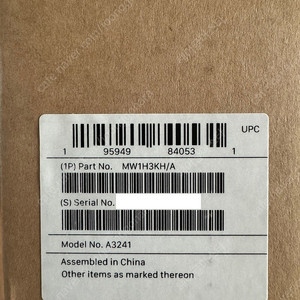 UPC
1 95949 84053 1
(1P) Part No. MW1H3KH/A
(S) Serial No.
Model No. A3241
Assembled in China
Other items as marked thereon